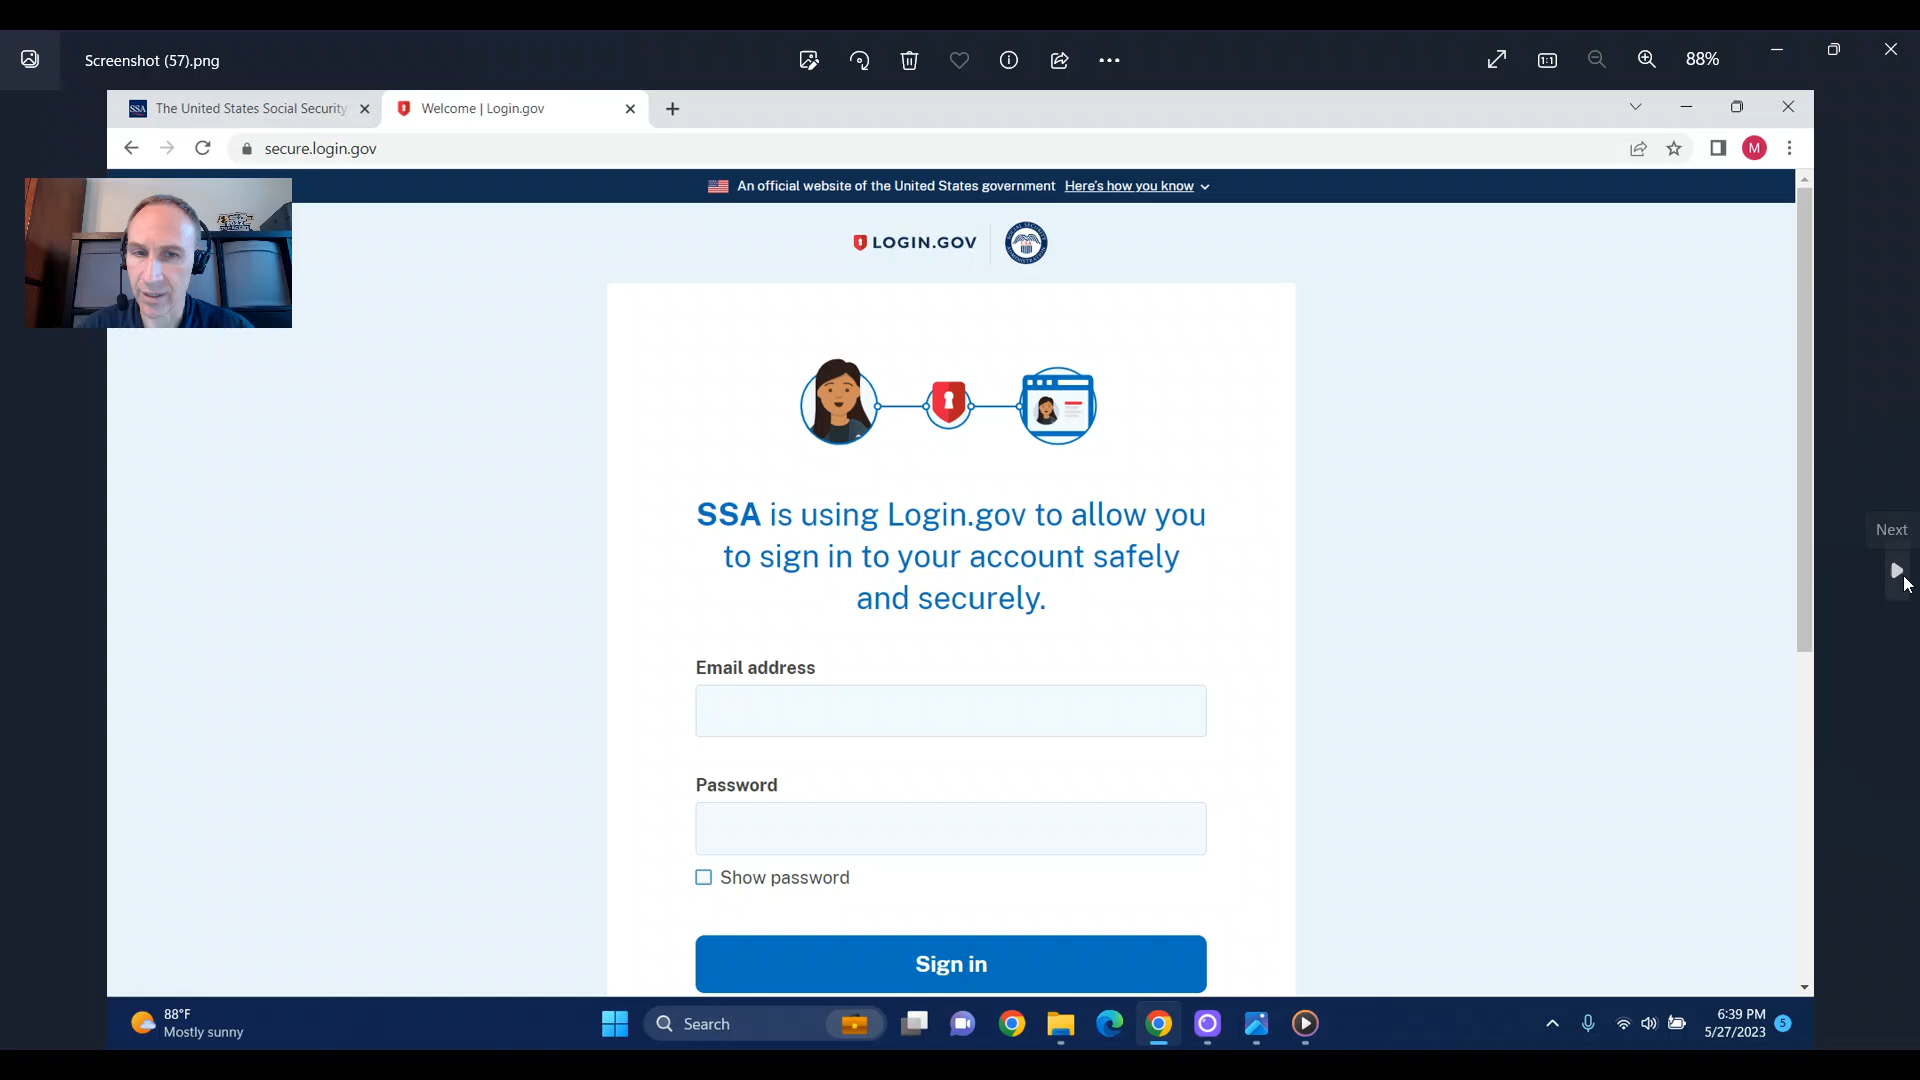 Screenshot (57).png
88%
SSA
The United States Social Security
Welcome | Login.gov
secure.login.gov
M
An official website of the United States government Here's how you know
LOGIN.GOV
SSA is using Login.gov to allow you
to sign in to your account safely
and securely.
Email address
Password
Show password
Sign in
Next
88°F
Mostly sunny
Search
6:39 PM
5/27/2023
5